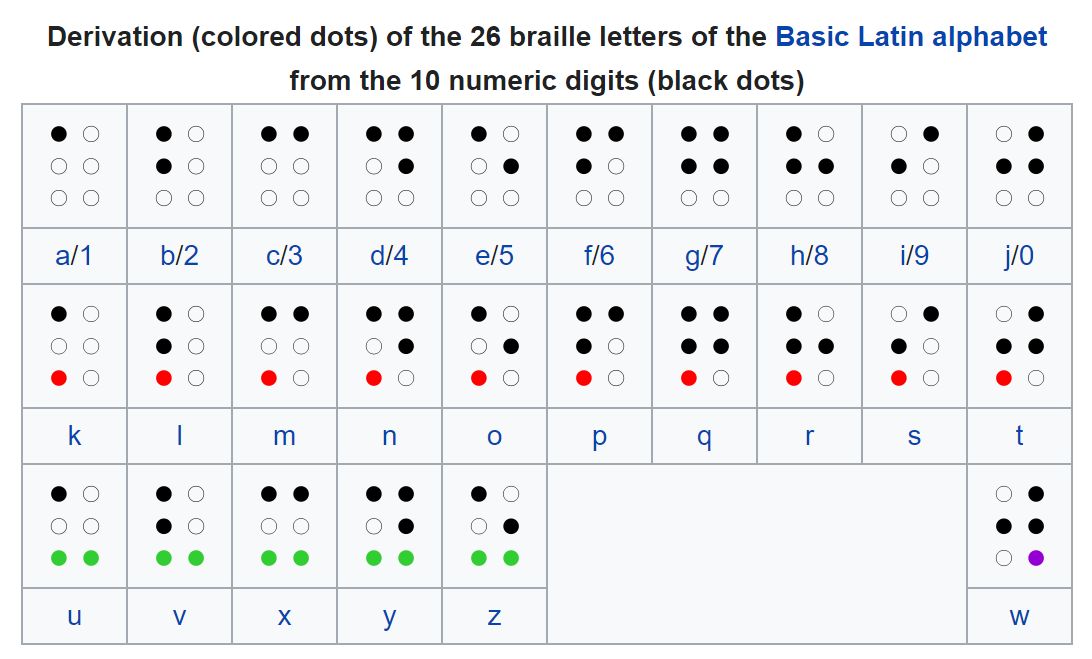 Derivation (colored dots) of the 26 braille letters of the Basic Latin alphabet
from the 10 numeric digits (black dots)
a/1 b/2 c/3 d/4 e/5 f/6 g/7 h/8 i/9 j/0
k l m n o p q r s t
u v x y z w